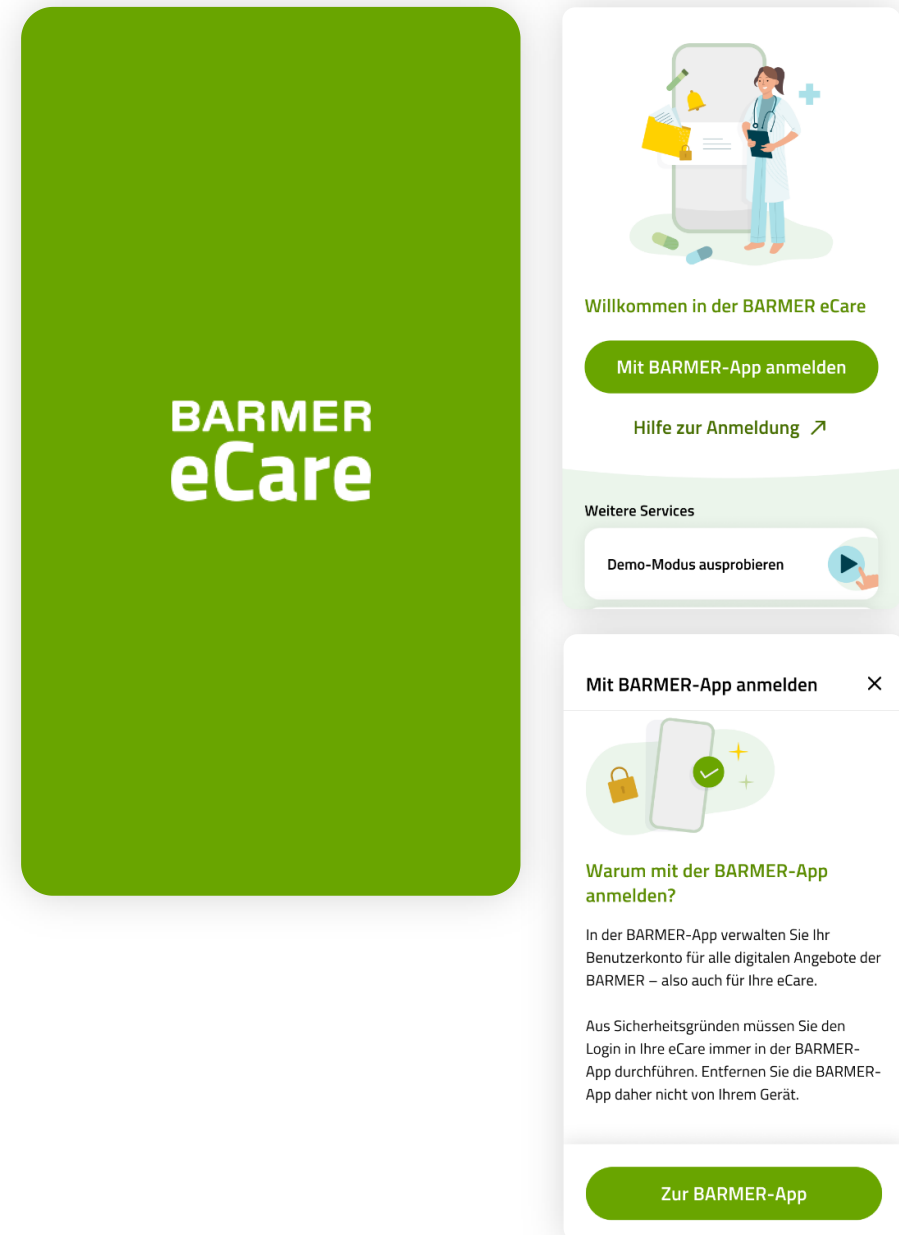 BARMER
eCare
Willkommen in der BARMER eCare
Mit BARMER-App anmelden
Hilfe zur Anmeldung
Weitere Services
Demo-Modus ausprobieren
Mit BARMER-App anmelden
Warum mit der BARMER-App
anmelden?
In der BARMER-App verwalten Sie Ihr
Benutzerkonto für alle digitalen Angebote der
BARMER – also auch für Ihre eCare.
Aus Sicherheitsgründen müssen Sie den
Login in Ihre eCare immer in der BARMER-
App durchführen. Entfernen Sie die BARMER-
App daher nicht von Ihrem Gerät.
Zur BARMER-App